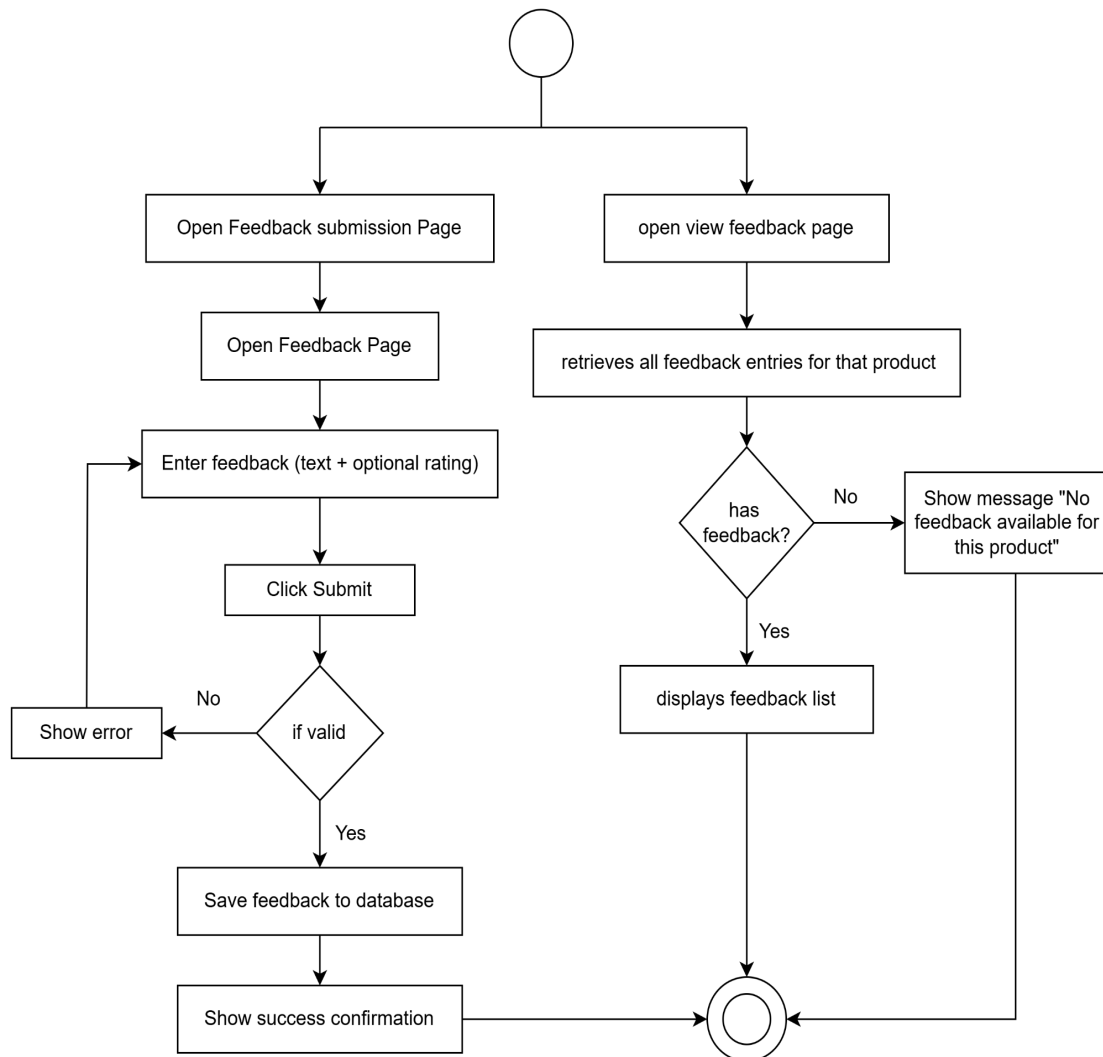 Open Feedback submission Page
open view feedback page
Open Feedback Page
retrieves all feedback entries for that product
Enter feedback (text + optional rating)
has
feedback?
No
Show message "No
feedback available for
this product"
Click Submit
Yes
displays feedback list
No
if valid
Show error
Yes
Save feedback to database
Show success confirmation